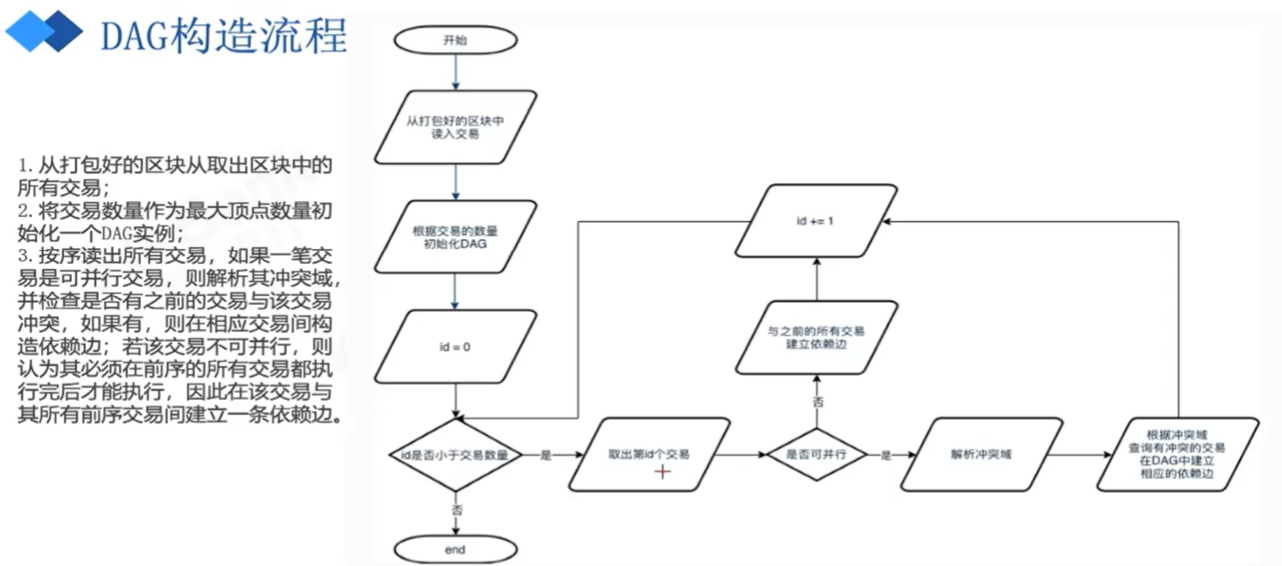 DAG构造流程
1.从打包好的区块从取出区块中的
所有交易；
2.将交易数量作为最大顶点数量初
始化一个DAG实例；
3.按序读出所有交易，如果一笔交
易是可并行交易，则解析其冲突域，
并检查是否有之前的交易与该交易
冲突，如果有，则在相应交易间构
造依赖边；若该交易不可并行，则
认为其必须在前序的所有交易都执
行完后才能执行，因此在该交易与
其所有前序交易间建立一条依赖边。
开始
从打包好的区块中
读入交易
根据交易的数量
初始化DAG
id = 0
id是否小于交易数量
是
取出第id个交易
是否可并行
是
解析冲突域
根据冲突域
查询有冲突的交易
在DAG中建立
相应的依赖边
否
与之前的所有交易
建立依赖边
id += 1
否
end